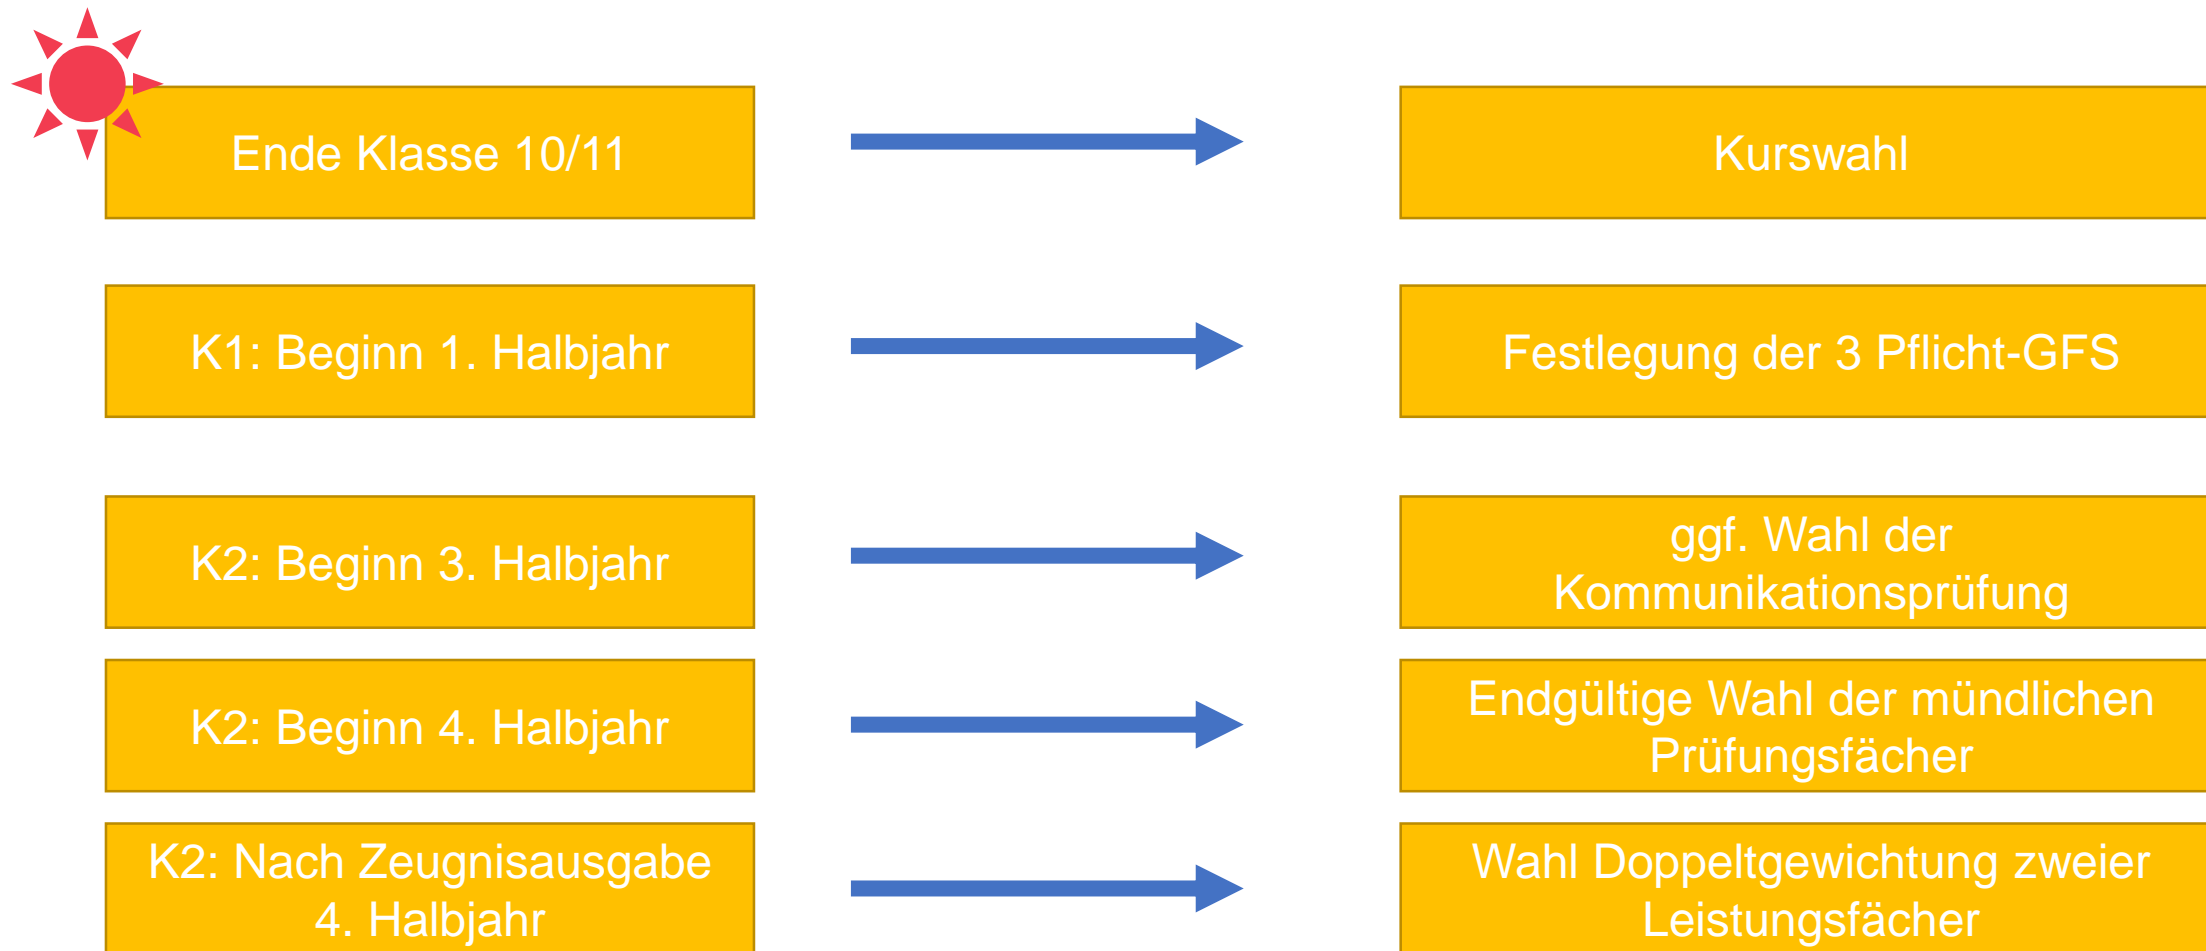 Ende Klasse 10/11
Kurswahl
K1: Beginn 1. Halbjahr
Festlegung der 3 Pflicht-GFS
K2: Beginn 3. Halbjahr
ggf. Wahl der
Kommunikationsprüfung
K2: Beginn 4. Halbjahr
Endgültige Wahl der mündlichen
Prüfungsfächer
K2: Nach Zeugnisausgabe
4. Halbjahr
Wahl Doppeltgewichtung zweier
Leistungsfächer